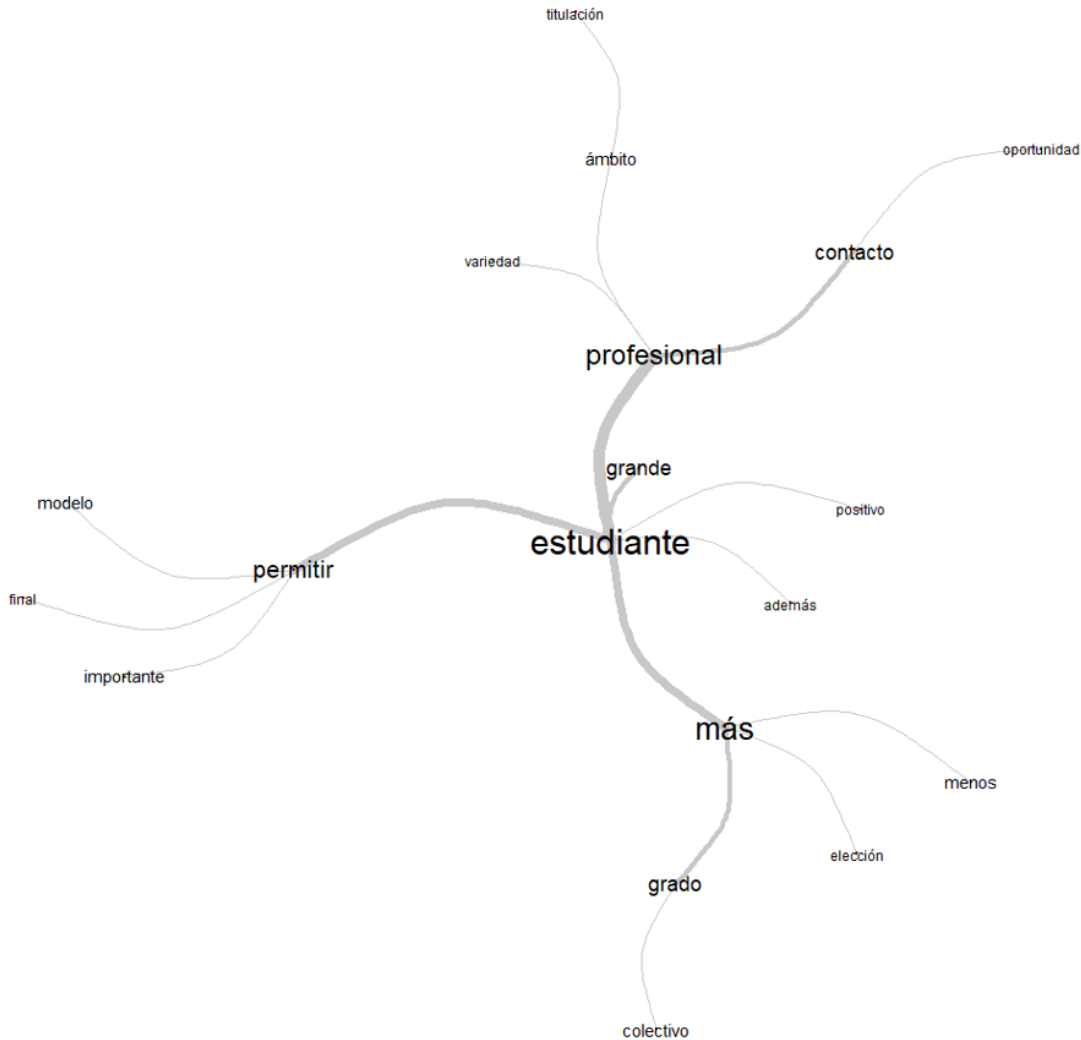 titulación
oportunidad
ámbito
contacto
variedad
profesional
grande
modelo
positivo
estudiante
permitir
final
además
importante
más
menos
elección
grado
colectivo